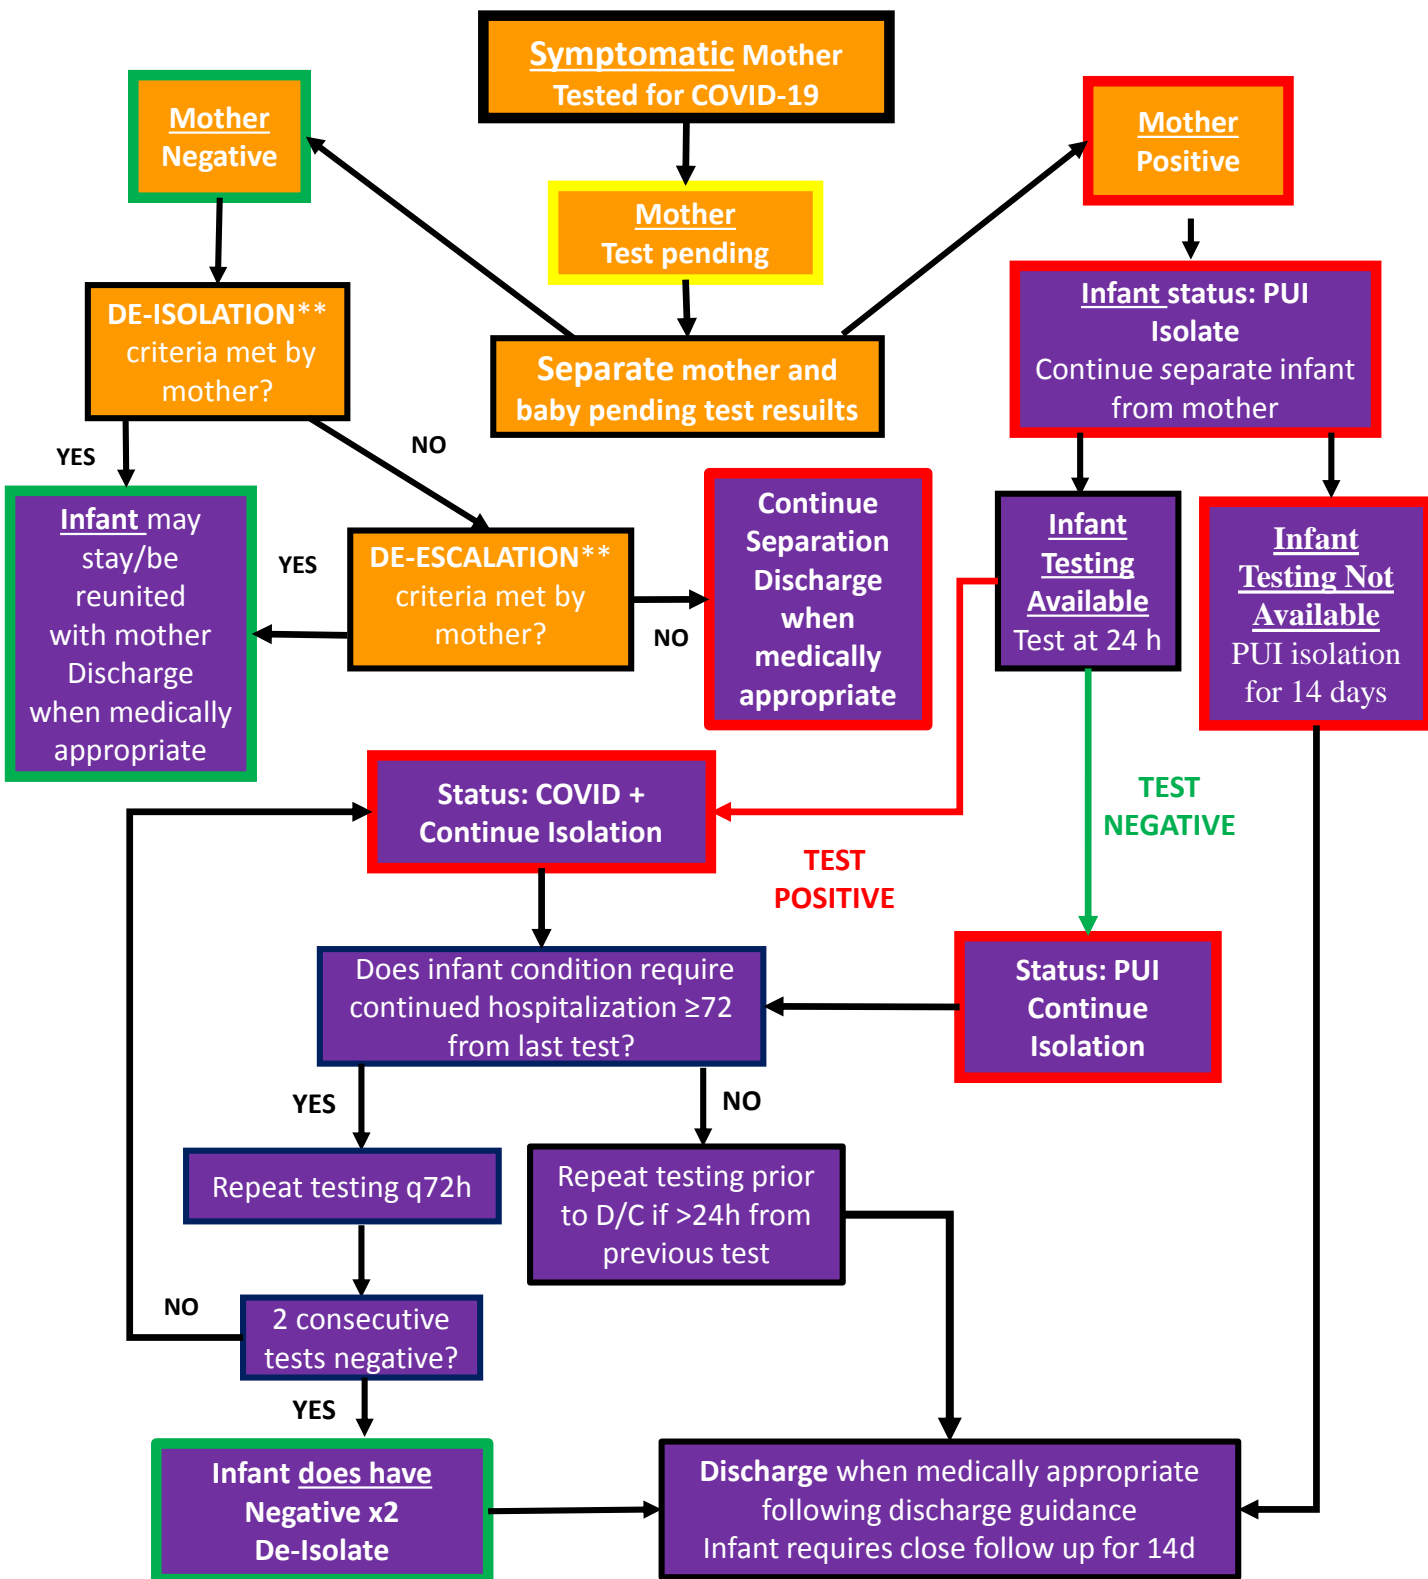 Symptomatic Mother
Tested for COVID-19
Mother
Negative
Mother
Positive
Mother
Test pending
DE-ISOLATION**
criteria met by
mother?
Separate mother and
baby pending test resuilts
Infant status: PUI
Isolate
Continue separate infant
from mother
YES
NO
Infant may
stay/be
reunited
with mother
Discharge
when medically
appropriate
YES
DE-ESCALATION**
criteria met by
mother?
NO
Continue
Separation
Discharge
when
medically
appropriate
Infant
Testing
Available
Test at 24 h
Infant
Testing Not
Available
PUI isolation
for 14 days
Status: COVID +
Continue Isolation
TEST
POSITIVE
TEST
NEGATIVE
Does infant condition require
continued hospitalization ≥72
from last test?
Status: PUI
Continue
Isolation
YES
NO
Repeat testing q72h
Repeat testing prior
to D/C if >24h from
previous test
NO
2 consecutive
tests negative?
YES
Infant does have
Negative x2
De-Isolate
Discharge when medically appropriate
following discharge guidance
Infant requires close follow up for 14d